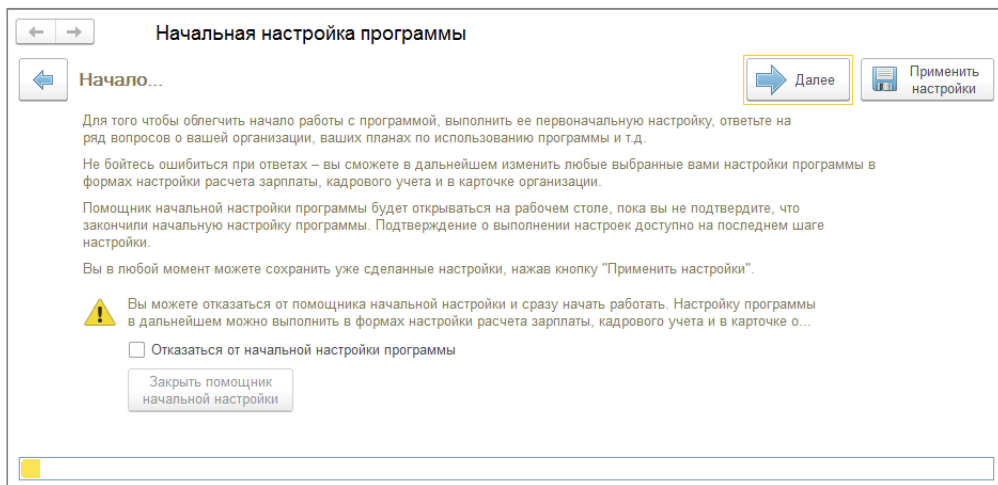 Начальная настройка программы
Начало...
Далее
Применить
настройки
Для того чтобы облегчить начало работы с программой, выполнить ее первоначальную настройку, ответьте на
ряд вопросов о вашей организации, ваших планах по использованию программы и т.д.
Не бойтесь ошибиться при ответах – вы сможете в дальнейшем изменить любые выбранные вами настройки программы в
формах настройки расчета зарплаты, кадрового учета и в карточке организации.
Помощник начальной настройки программы будет открываться на рабочем столе, пока вы не подтвердите, что
закончили начальную настройку программы. Подтверждение о выполнении настроек доступно на последнем шаге
настройки.
Вы в любой момент можете сохранить уже сделанные настройки, нажав кнопку "Применить настройки".
Вы можете отказаться от помощника начальной настройки и сразу начать работать. Настройку программы
в дальнейшем можно выполнить в формах настройки расчета зарплаты, кадрового учета и в карточке о...
Отказаться от начальной настройки программы
Закрыть помощник
начальной настройки